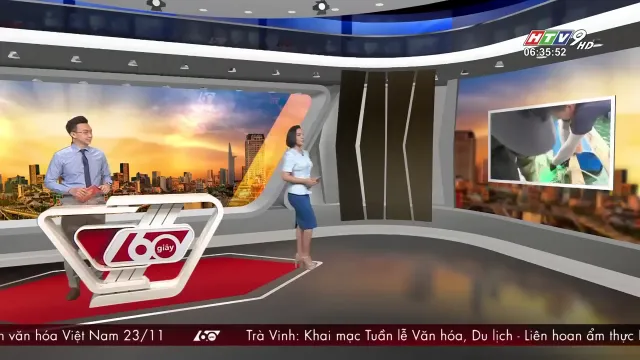 HTV9 HD
06:35:52
60 giây
n văn hóa Việt Nam 23/11 60 Trà Vinh: Khai mạc Tuần lễ Văn hóa, Du lịch - Liên hoan ẩm thực